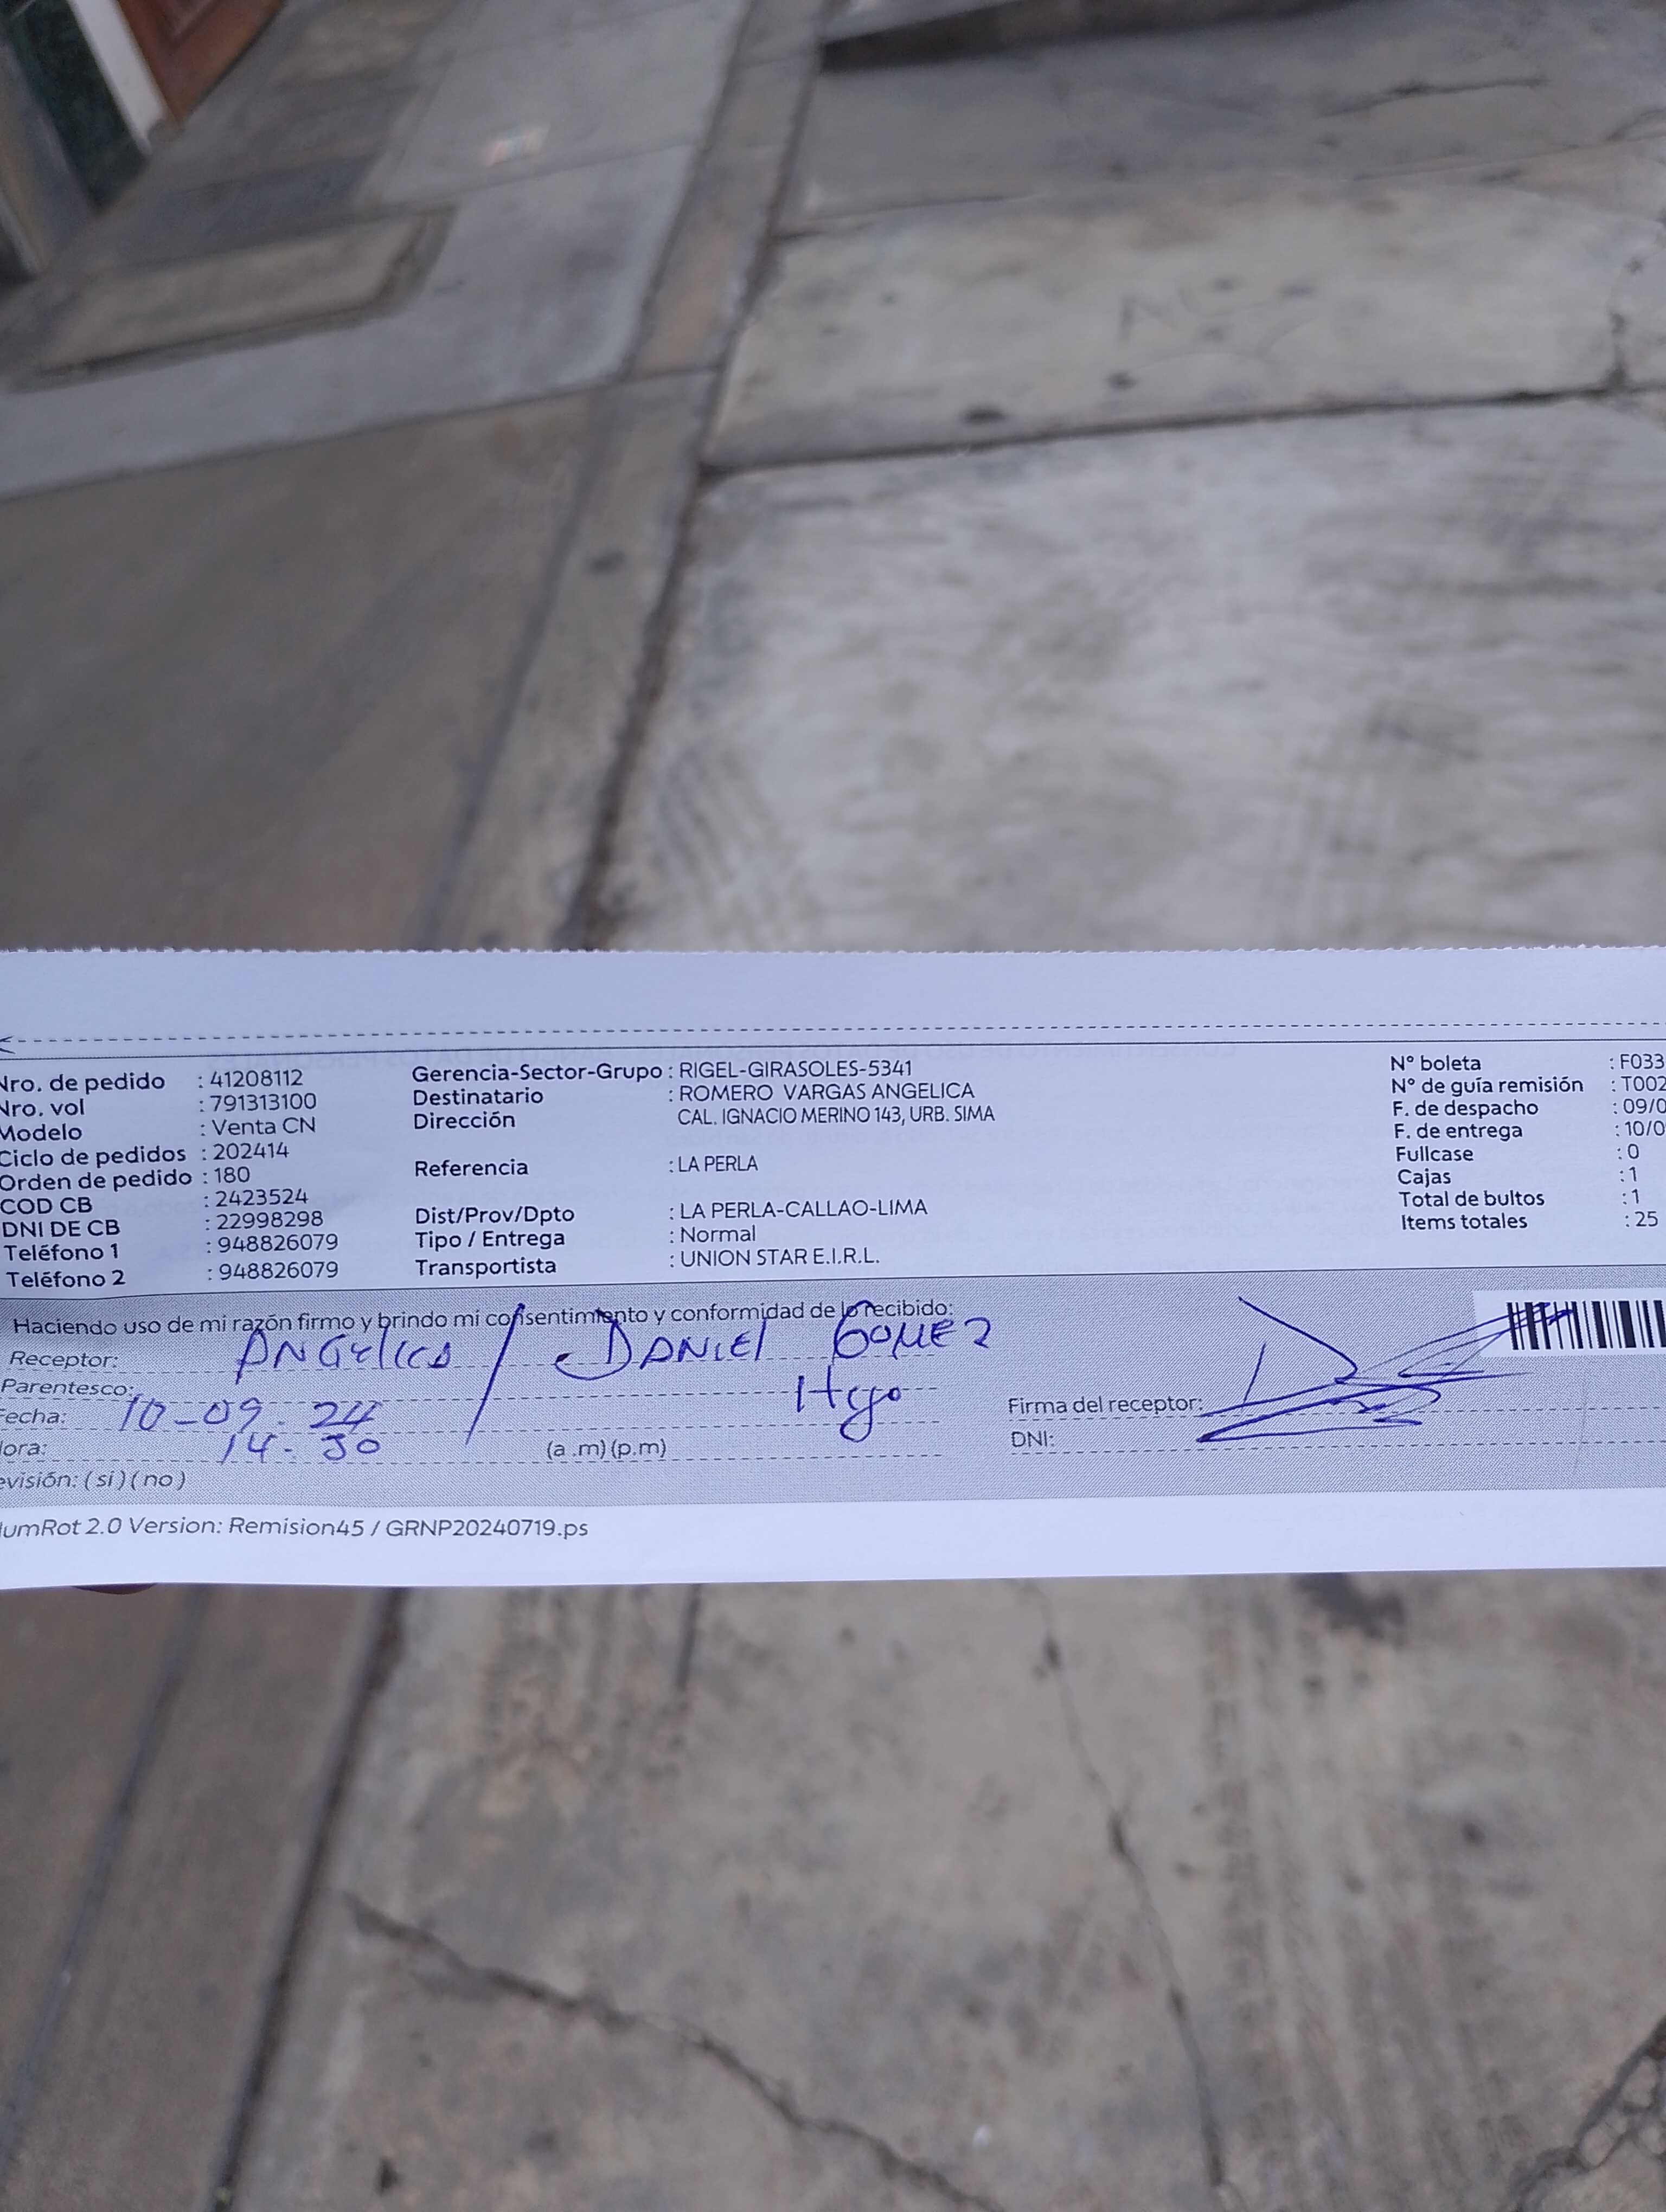 Nro. de pedido : 41208112
Nro. vol : 791313100
Modelo : Venta CN
Ciclo de pedidos : 202414
Orden de pedido : 180
COD CB : 2423524
DNI DE CB : 22998298
Teléfono 1 : 948826079
Teléfono 2 : 948826079
Gerencia-Sector-Grupo : RIGEL-GIRASOLES-5341
Destinatario : ROMERO VARGAS ANGELICA
Dirección CAL. IGNACIO MERINO 143, URB. SIMA
Referencia : LA PERLA
Dist/Prov/Dpto : LA PERLA-CALLAO-LIMA
Tipo / Entrega : Normal
Transportista : UNION STAR E.I.R.L.
N° boleta : F033
N° de guía remisión : T002
F. de despacho : 09/0
F. de entrega : 10/0
Fullcase : 0
Cajas : 1
Total de bultos : 1
Items totales : 25
Haciendo uso de mi razón firmo y brindo mi consentimiento y conformidad de lo recibido:
Receptor: ANGELICA / DANIEL GOMEZ
Parentesco: Hijo
Fecha: 10-09-24
Hora: 14-30 (a .m) (p.m)
evisión: ( si ) ( no )
Firma del receptor:
DNI:
umRot 2.0 Version: Remision45 / GRNP20240719.ps